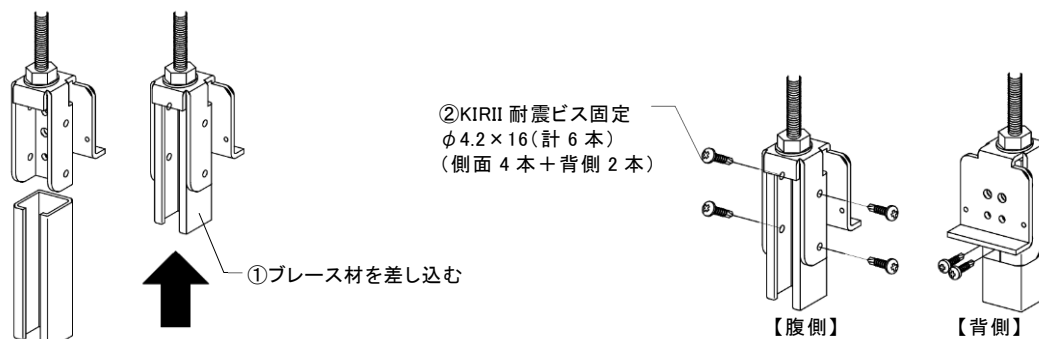 ②KIRII 耐震ビス固定
φ4.2×16(計 6 本)
(側面 4 本＋背側 2 本)
①ブレース材を差し込む
【腹側】
【背側】